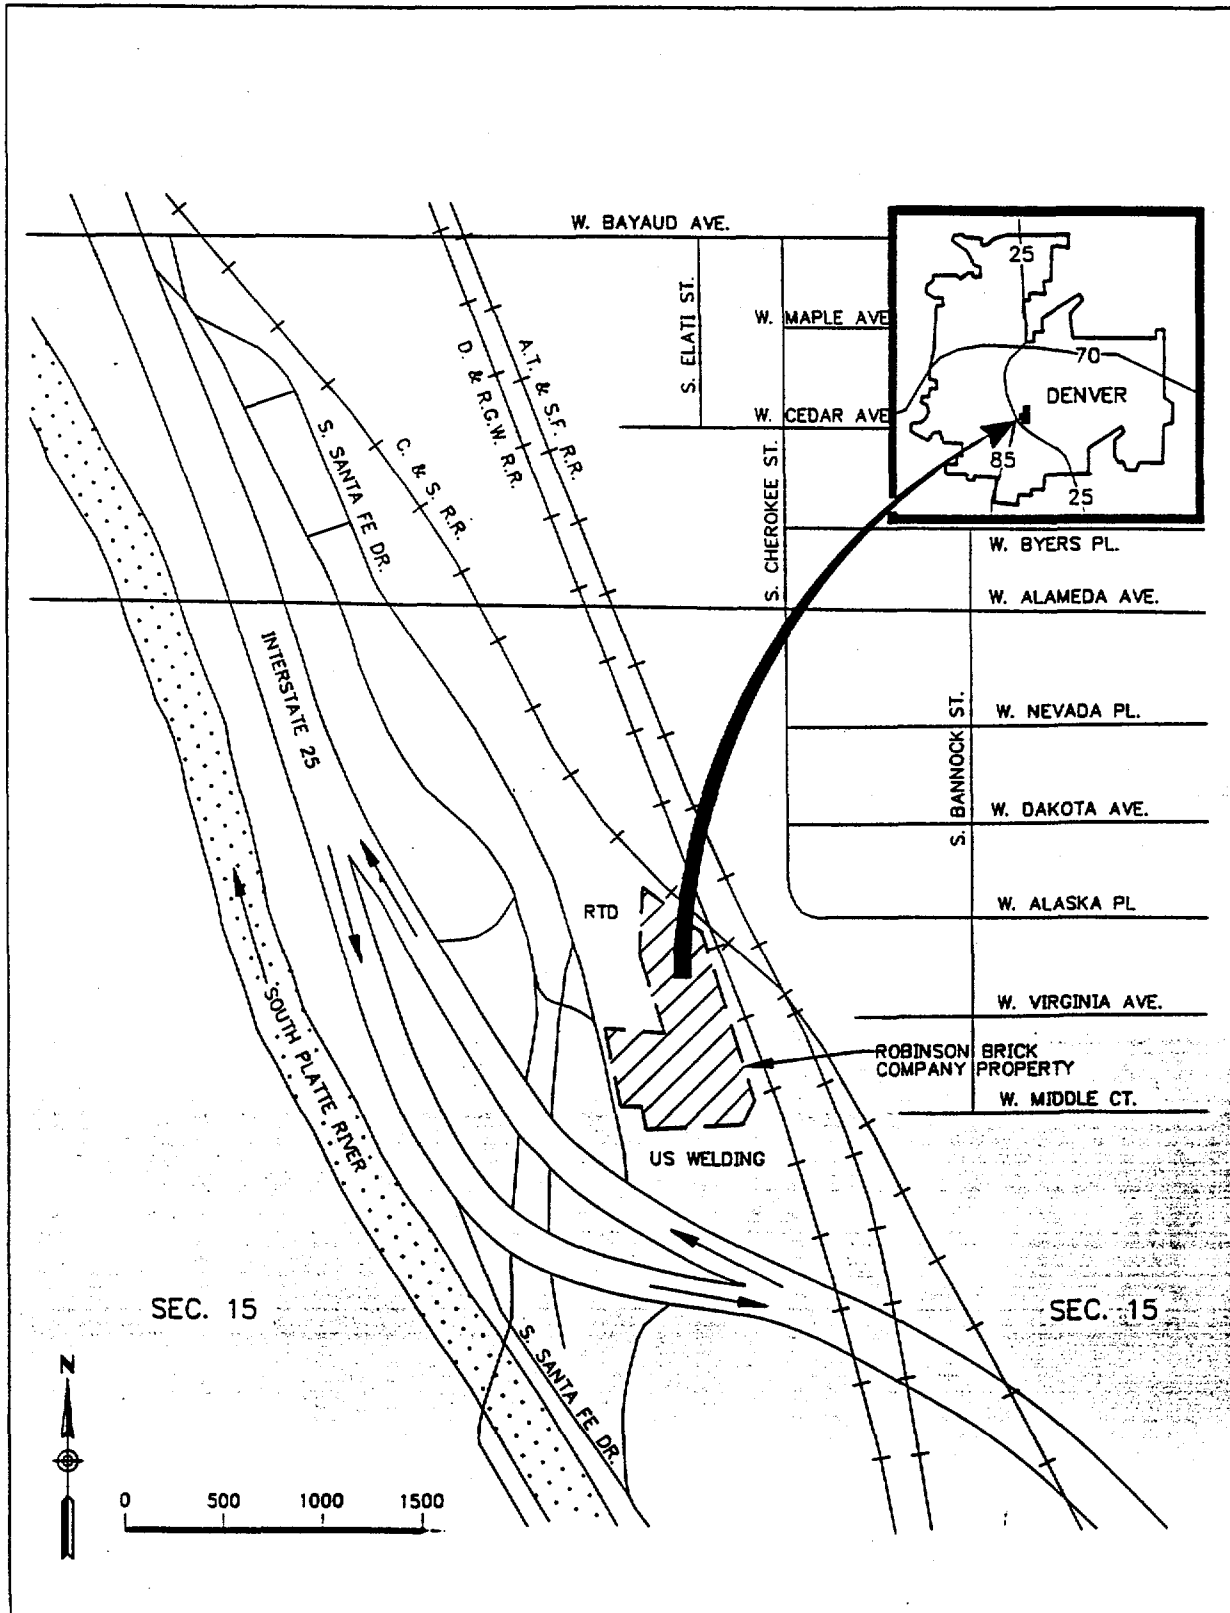 W. BAYAUD AVE.
S. ELATI ST.
W. MAPLE AVE
W. CEDAR AVE
25
70
DENVER
85
25
D. & R.G.W. R.R.
A.T. & S.F. R.R.
S. SANTA FE DR.
C. & S. R.R.
S. CHEROKEE ST.
W. BYERS PL.
W. ALAMEDA AVE.
INTERSTATE 25
S. BANNOCK ST.
W. NEVADA PL.
W. DAKOTA AVE.
RTD
W. ALASKA PL
W. VIRGINIA AVE.
SOUTH PLATTE RIVER
ROBINSON BRICK
COMPANY PROPERTY
W. MIDDLE CT.
US WELDING
SEC. 15
SEC. 15
S. SANTA FE DR.
N
0 500 1000 1500